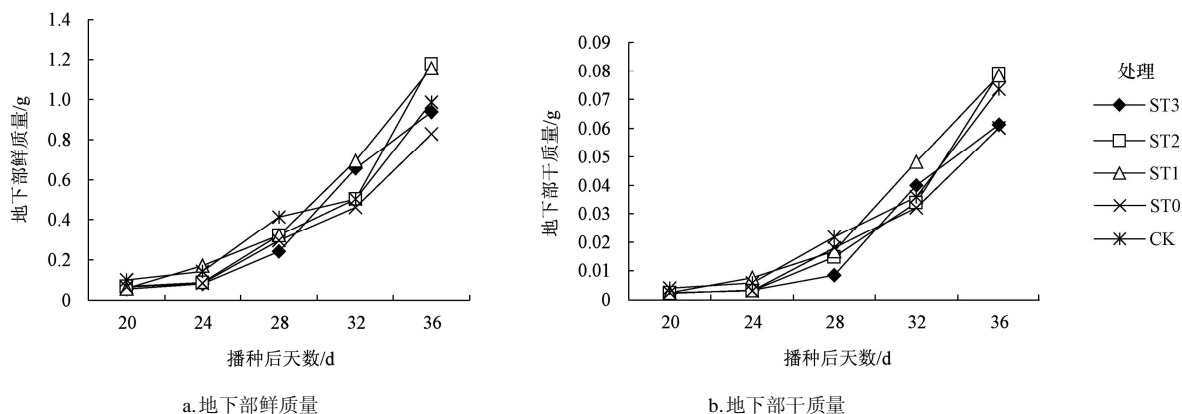 1.4
1.2
1.0
0.8
0.6
0.4
0.2
0
地下部鲜质量/g
20 24 28 32 36
播种后天数/d
a.地下部鲜质量
0.09
0.08
0.07
0.06
0.05
0.04
0.03
0.02
0.01
0
地下部干质量/g
20 24 28 32 36
播种后天数/d
b.地下部干质量
处理
ST3
ST2
ST1
ST0
CK